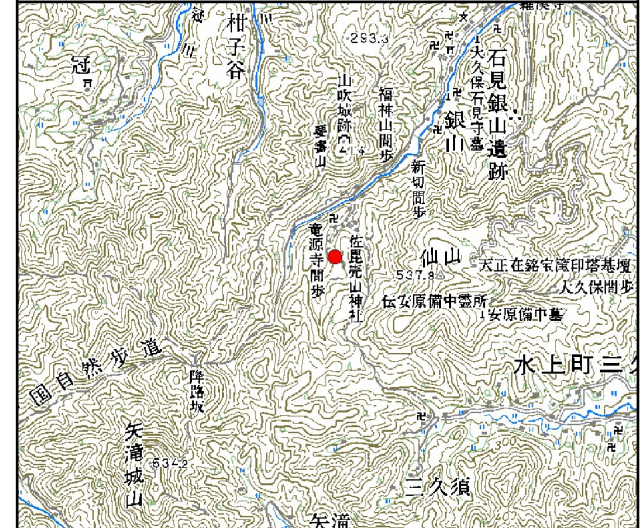 柑子谷
冠
293.3
山吹城跡
福神山間歩
大久保石見守墓
石見銀山遺跡
銀山
新切間歩
竜源寺間歩
佐毘売山神社
仙山
537.8
天正在銘宝篋印塔基壇
大久保間歩
伝安原備中霊所
安原備中墓
水上町三久
国自然歩道
降路坂
矢滝城山
634.2
三久須
矢滝